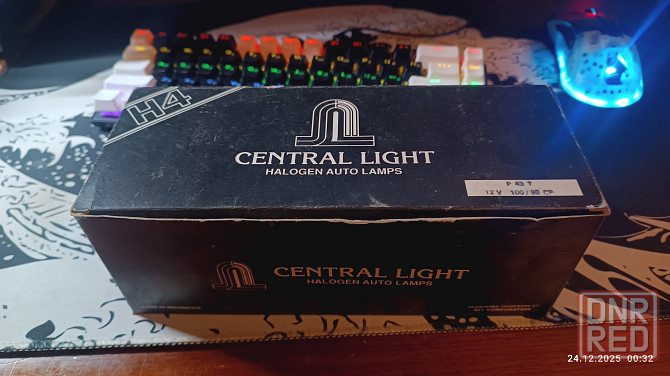 H4
CENTRAL LIGHT
HALOGEN AUTO LAMPS
P 43 T
12 V 100/90 CP
CENTRAL LIGHT
HALOGEN AUTO LAMPS
DNR
RED
24.12.2025 00:32